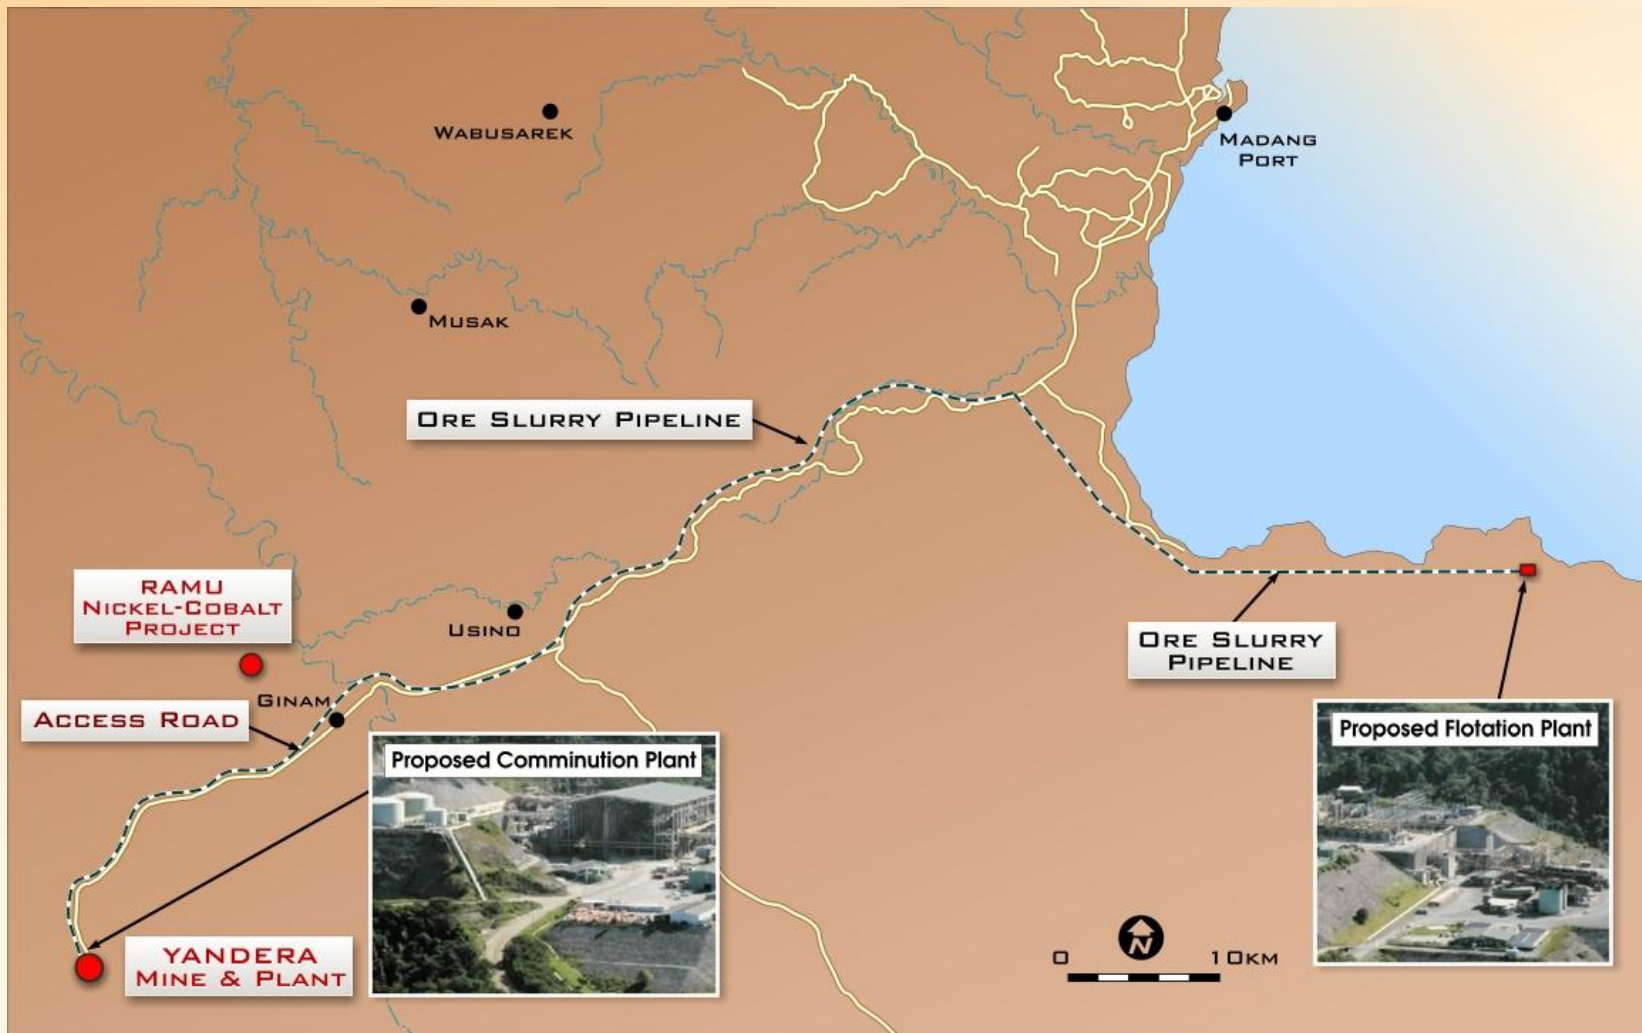 WABUSAREK
MADANG
PORT
MUSAK
ORE SLURRY PIPELINE
RAMU
NICKEL-COBALT
PROJECT
USINO
ORE SLURRY
PIPELINE
GINAM
ACCESS ROAD
Proposed Comminution Plant
Proposed Flotation Plant
YANDERA
MINE & PLANT
N
0 10KM